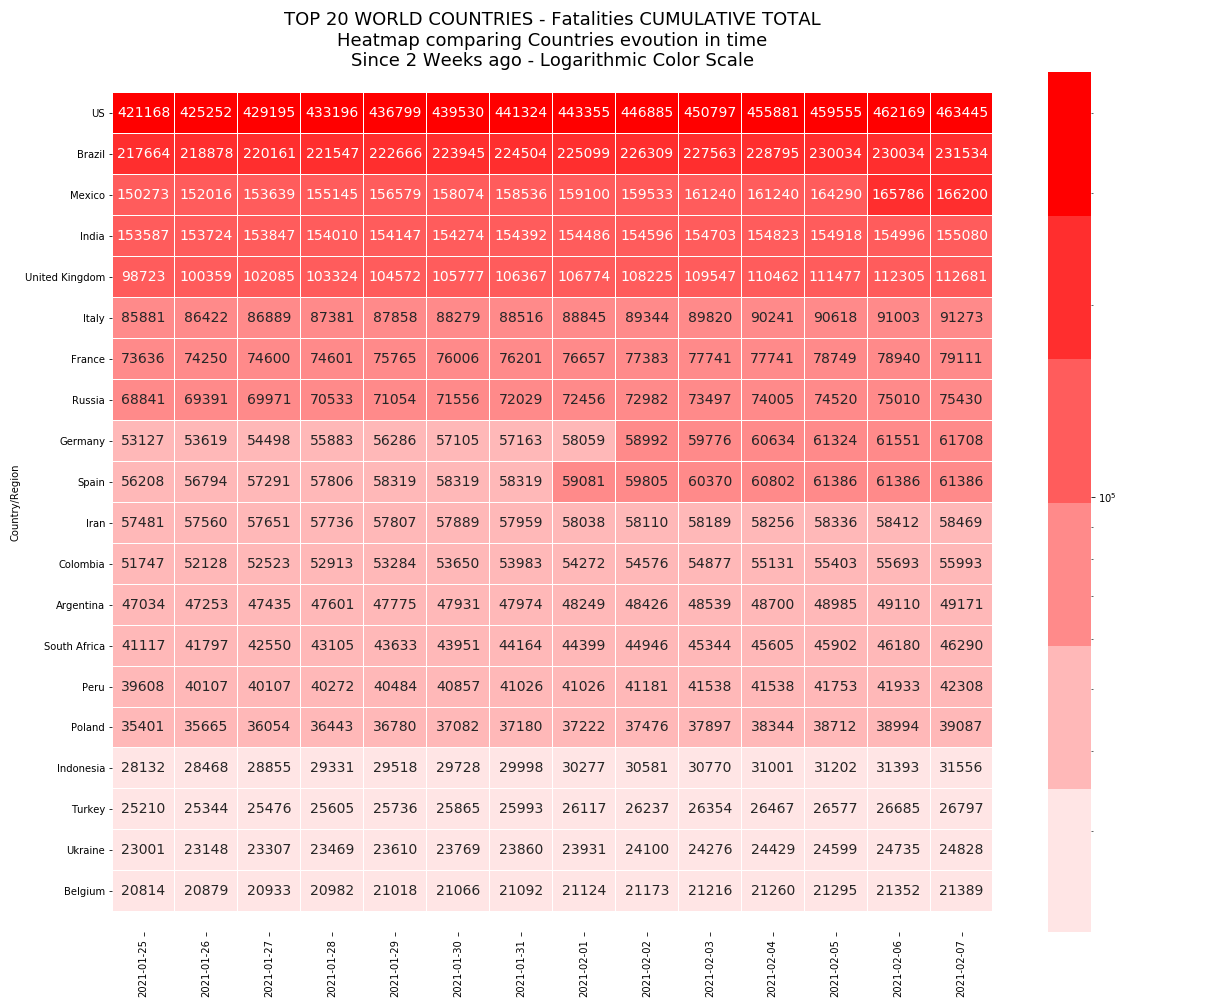 TOP 20 WORLD COUNTRIES - Fatalities CUMULATIVE TOTAL
Heatmap comparing Countries evoution in time
Since 2 Weeks ago - Logarithmic Color Scale
US 421168 425252 429195 433196 436799 439530 441324 443355 446885 450797 455881 459555 462169 463445
Brazil 217664 218878 220161 221547 222666 223945 224504 225099 226309 227563 228795 230034 230034 231534
Mexico 150273 152016 153639 155145 156579 158074 158536 159100 159533 161240 161240 164290 165786 166200
India 153587 153724 153847 154010 154147 154274 154392 154486 154596 154703 154823 154918 154996 155080
United Kingdom 98723 100359 102085 103324 104572 105777 106367 106774 108225 109547 110462 111477 112305 112681
Italy 85881 86422 86889 87381 87858 88279 88516 88845 89344 89820 90241 90618 91003 91273
France 73636 74250 74600 74601 75765 76006 76201 76657 77383 77741 77741 78749 78940 79111
Russia 68841 69391 69971 70533 71054 71556 72029 72456 72982 73497 74005 74520 75010 75430
Germany 53127 53619 54498 55883 56286 57105 57163 58059 58992 59776 60634 61324 61551 61708
Spain 56208 56794 57291 57806 58319 58319 58319 59081 59805 60370 60802 61386 61386 61386
Country/Region
10⁵
Iran 57481 57560 57651 57736 57807 57889 57959 58038 58110 58189 58256 58336 58412 58469
Colombia 51747 52128 52523 52913 53284 53650 53983 54272 54576 54877 55131 55403 55693 55993
Argentina 47034 47253 47435 47601 47775 47931 47974 48249 48426 48539 48700 48985 49110 49171
South Africa 41117 41797 42550 43105 43633 43951 44164 44399 44946 45344 45605 45902 46180 46290
Peru 39608 40107 40107 40272 40484 40857 41026 41026 41181 41538 41538 41753 41933 42308
Poland 35401 35665 36054 36443 36780 37082 37180 37222 37476 37897 38344 38712 38994 39087
Indonesia 28132 28468 28855 29331 29518 29728 29998 30277 30581 30770 31001 31202 31393 31556
Turkey 25210 25344 25476 25605 25736 25865 25993 26117 26237 26354 26467 26577 26685 26797
Ukraine 23001 23148 23307 23469 23610 23769 23860 23931 24100 24276 24429 24599 24735 24828
Belgium 20814 20879 20933 20982 21018 21066 21092 21124 21173 21216 21260 21295 21352 21389
2021-01-25 2021-01-26 2021-01-27 2021-01-28 2021-01-29 2021-01-30 2021-01-31 2021-02-01 2021-02-02 2021-02-03 2021-02-04 2021-02-05 2021-02-06 2021-02-07